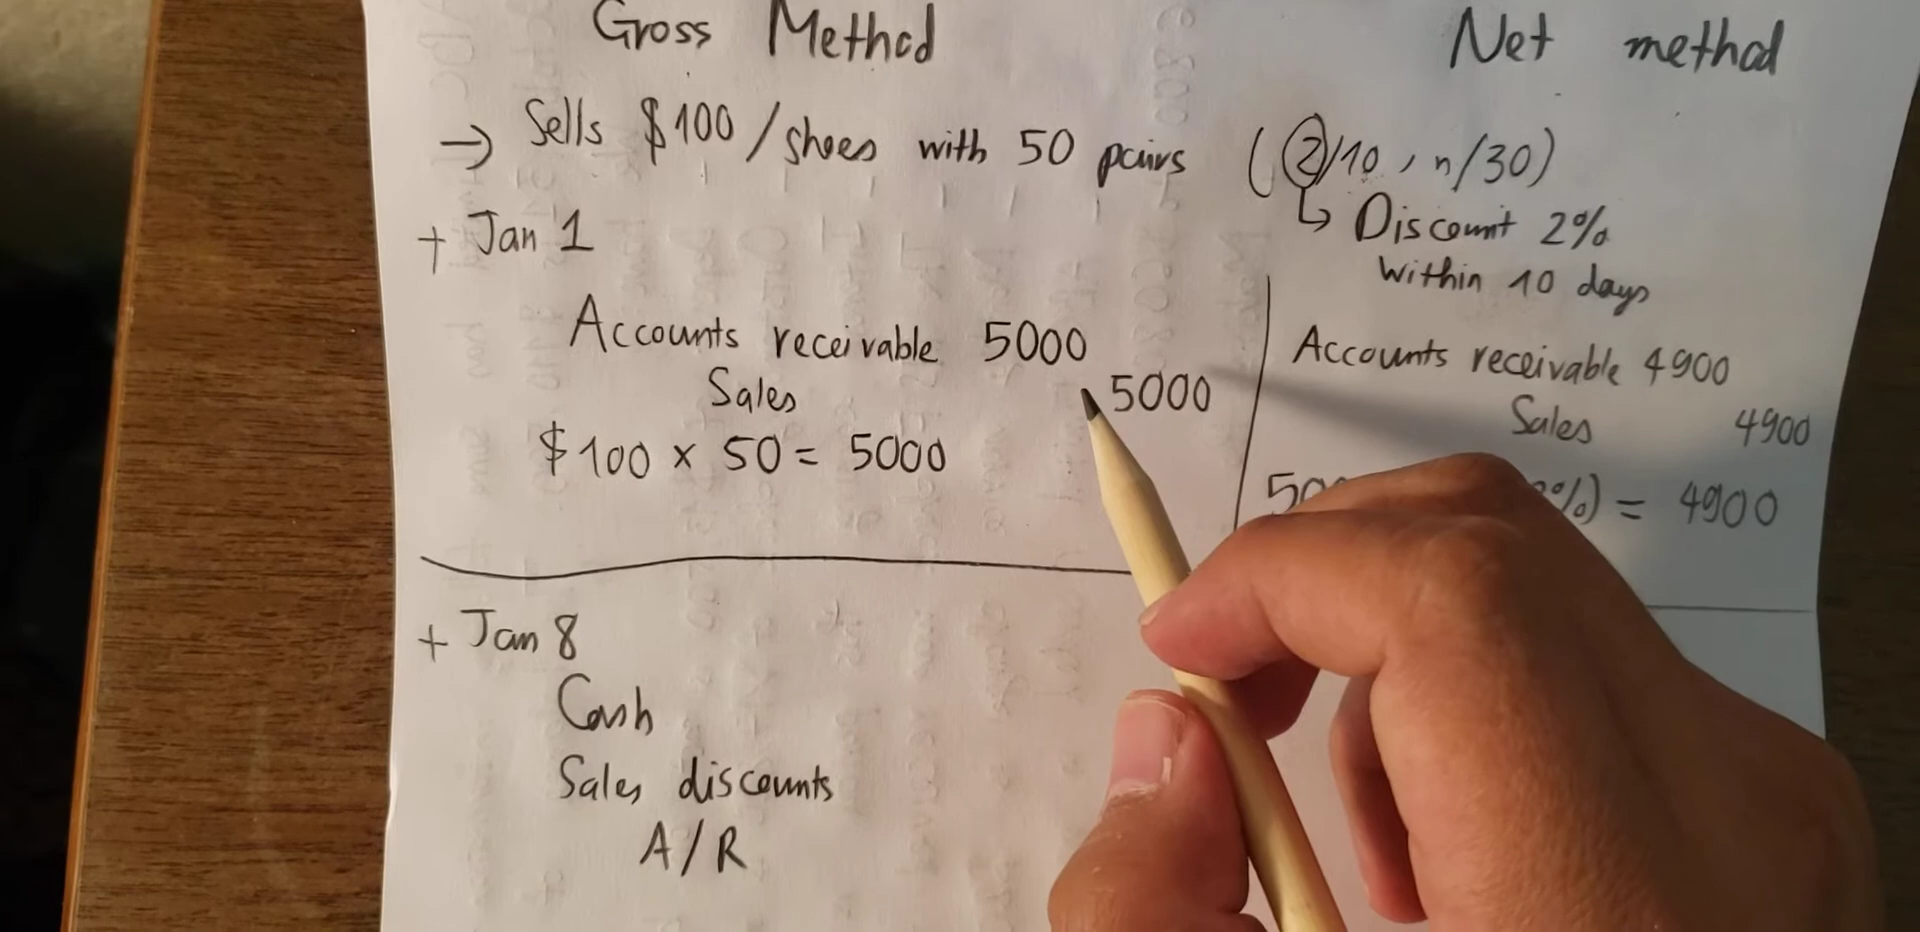 Gross Method
Net method
→ Sells $100/shoes with 50 pairs (2/10, n/30)
↳ Discount 2%
within 10 days
+ Jan 1
Accounts receivable 5000
Sales 5000
$100 x 50 = 5000
Accounts receivable 4900
Sales 4900
%) = 4900
+ Jan 8
Cash
Sales discounts
A/R